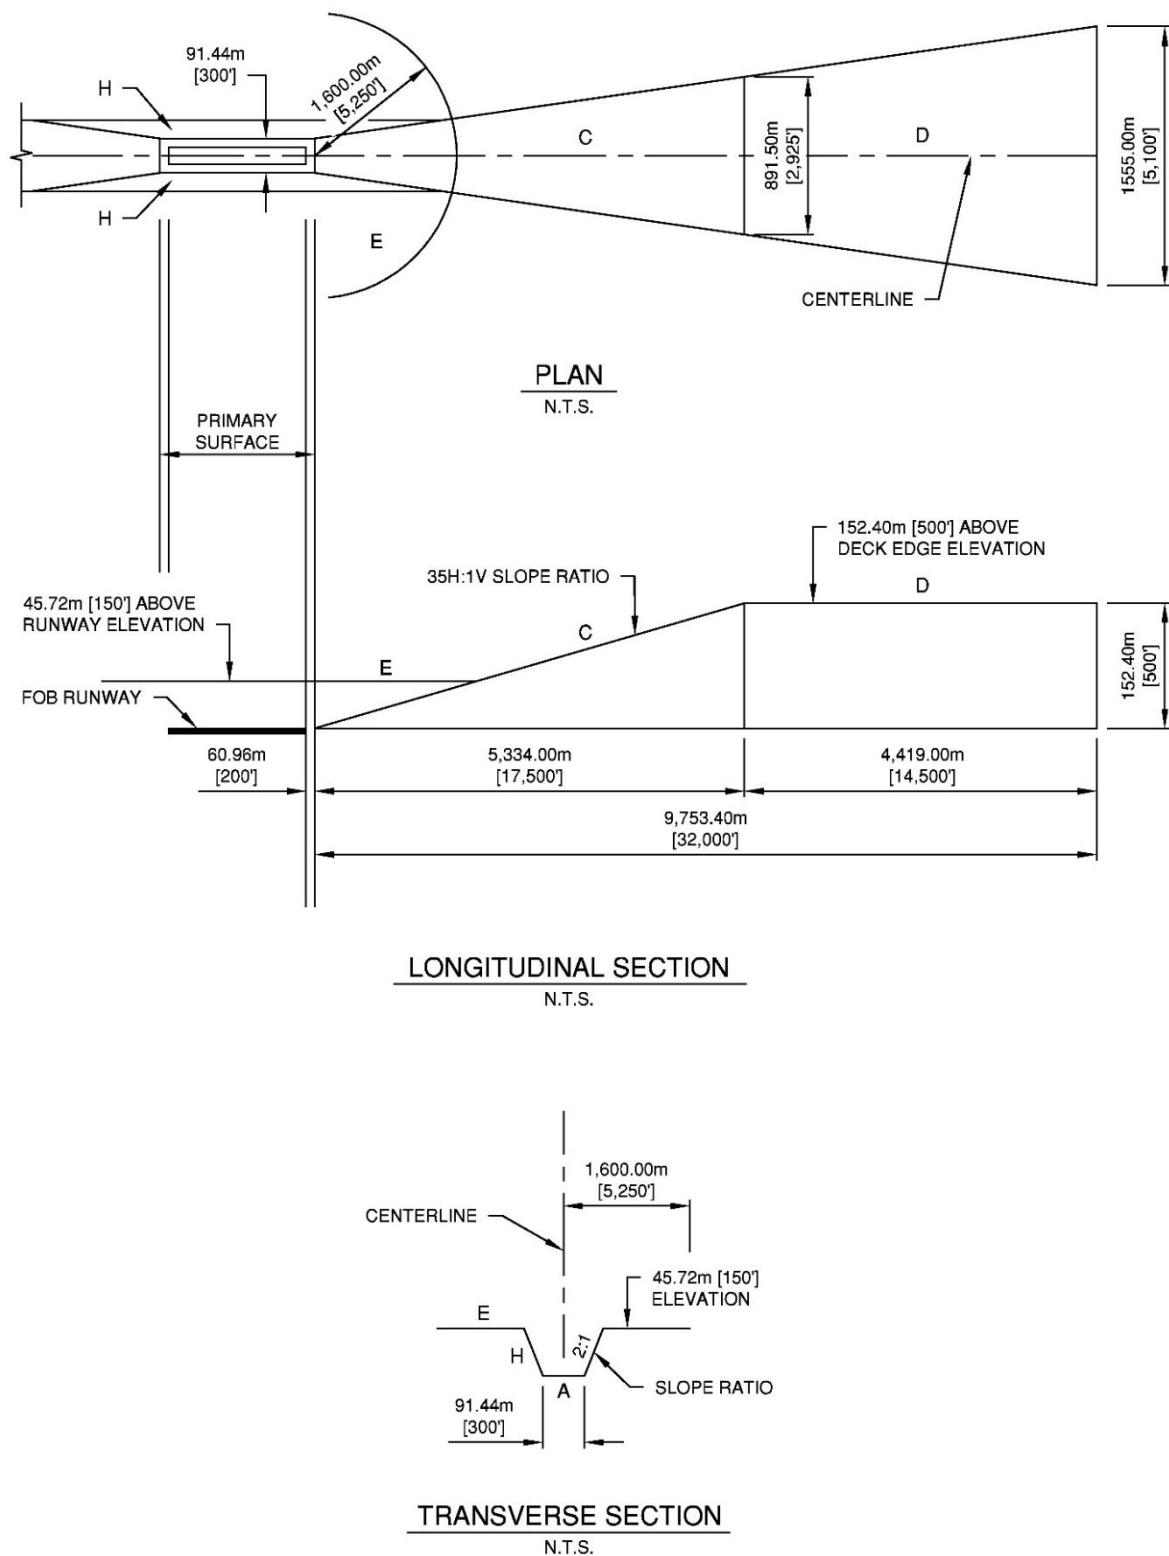 91.44m
[300']
H
1,600.00m
[5,250']
C
D
891.50m
[2,925']
1555.00m
[5,100']
H
E
CENTERLINE
PLAN
N.T.S.
PRIMARY
SURFACE
152.40m [500'] ABOVE
DECK EDGE ELEVATION
35H:1V SLOPE RATIO
D
45.72m [150'] ABOVE
RUNWAY ELEVATION
C
E
152.40m
[500']
FOB RUNWAY
60.96m
[200']
5,334.00m
[17,500']
4,419.00m
[14,500']
9,753.40m
[32,000']
LONGITUDINAL SECTION
N.T.S.
1,600.00m
[5,250']
CENTERLINE
45.72m [150']
ELEVATION
E
H
2:1
A
SLOPE RATIO
91.44m
[300']
TRANSVERSE SECTION
N.T.S.